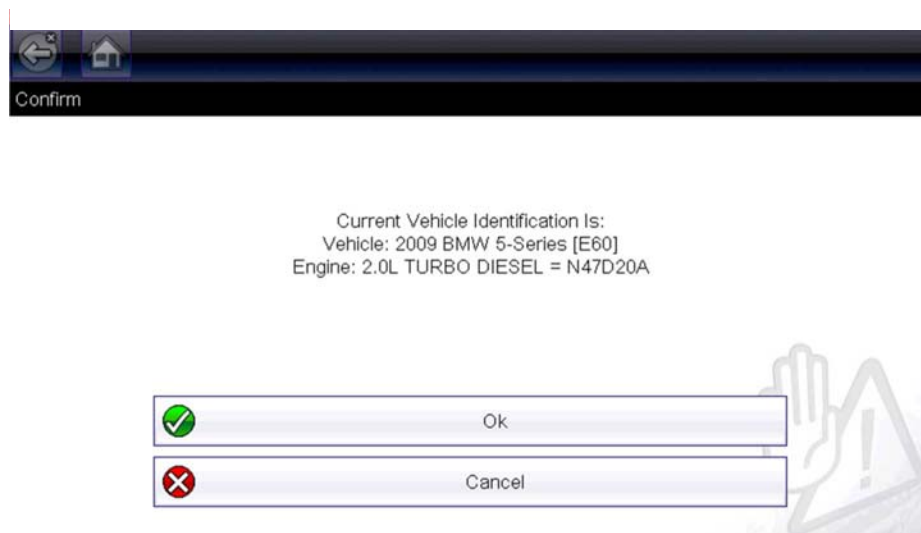 Confirm
Current Vehicle Identification Is:
Vehicle: 2009 BMW 5-Series [E60]
Engine: 2.0L TURBO DIESEL = N47D20A
Ok
Cancel